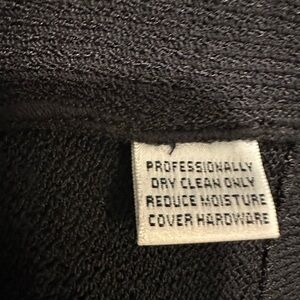 PROFESSIONALLY
DRY CLEAN ONLY
REDUCE MOISTURE
COVER HARDWARE